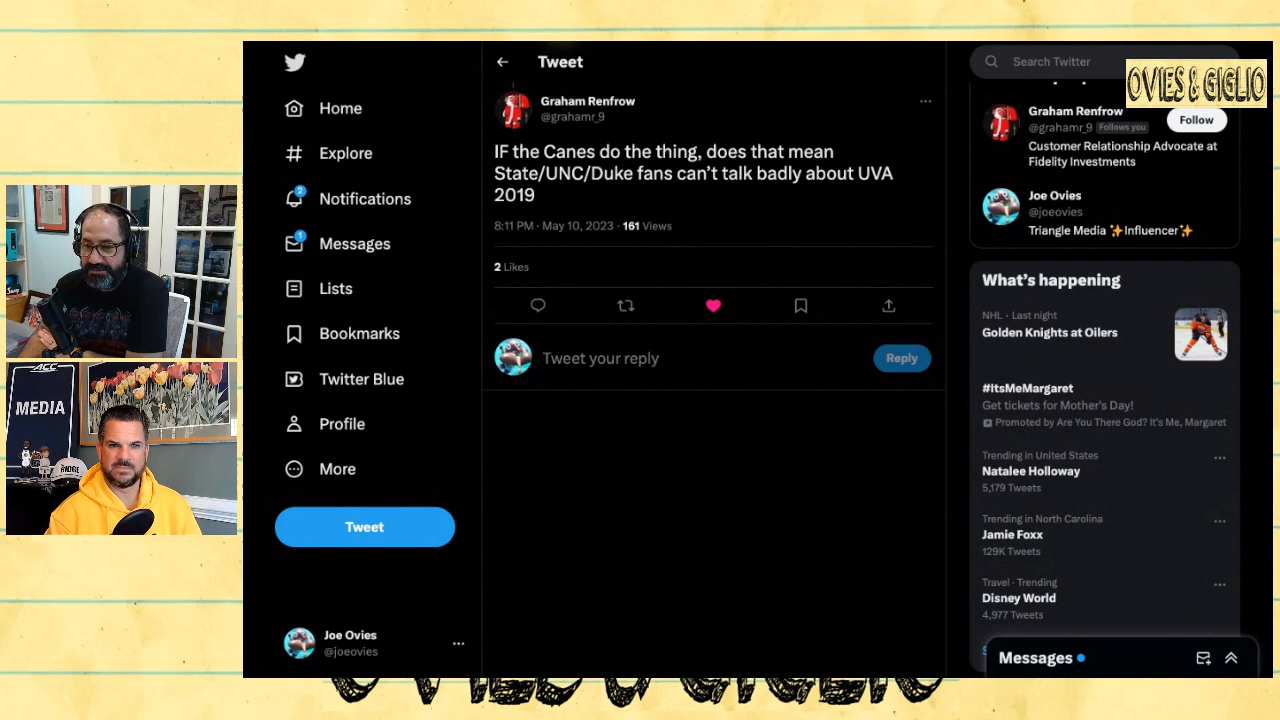 Tweet
Search Twitter
OVIES & GIGLIO
Home
Explore
2
Notifications
1
Messages
Lists
Bookmarks
Twitter Blue
Profile
More
Tweet
Joe Ovies
@joeovies
Graham Renfrow
@grahamr_9
IF the Canes do the thing, does that mean
State/UNC/Duke fans can't talk badly about UVA
2019
8:11 PM · May 10, 2023 · 161 Views
2 Likes
Tweet your reply
Reply
Graham Renfrow
@grahamr_9 Follows you
Follow
Customer Relationship Advocate at
Fidelity Investments
Joe Ovies
@joeovies
Triangle Media ✨Influencer✨
What's happening
NHL · Last night
Golden Knights at Oilers
#ItsMeMargaret
Get tickets for Mother's Day!
Promoted by Are You There God? It's Me, Margaret
Trending in United States
Natalee Holloway
5,179 Tweets
Trending in North Carolina
Jamie Foxx
129K Tweets
Travel · Trending
Disney World
4,977 Tweets
Messages
ACC
MEDIA
RIDGE
OVIES & GIGLIO